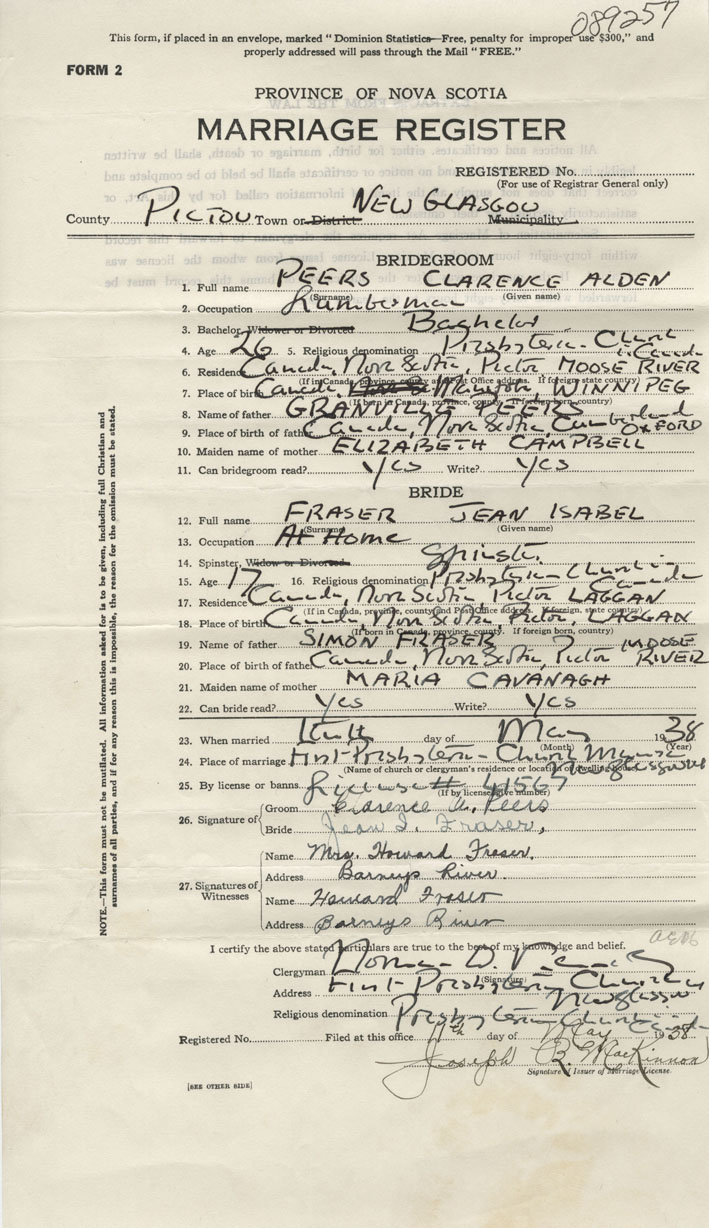 089257
This form, if placed in an envelope, marked "Dominion Statistics—Free, penalty for improper use $300," and
properly addressed will pass through the Mail "FREE."
FORM 2
PROVINCE OF NOVA SCOTIA
MARRIAGE REGISTER
REGISTERED No.
(For use of Registrar General only)
County PICTOU Town or District NEW GLASGOW Municipality
BRIDEGROOM
1. Full name PEERS CLARENCE ALDEN
(Surname) (Given name)
2. Occupation Lumberman
3. Bachelor, Widower or Divorced Bachelor
4. Age 26 5. Religious denomination Presbyterian Church in Canada
6. Residence Canada, Nova Scotia, Pictou MOOSE RIVER
(If in Canada, province, county and Post Office address. If foreign state country)
7. Place of birth Canada, Manitoba, WINNIPEG
(If born in Canada, province, county. If foreign born, country)
8. Name of father GRANVILLE PEERS
9. Place of birth of father Canada, Nova Scotia, Cumberland OXFORD
10. Maiden name of mother ELIZABETH CAMPBELL
11. Can bridegroom read? Yes Write? Yes
BRIDE
12. Full name FRASER JEAN ISABEL
(Surname) (Given name)
13. Occupation At Home
14. Spinster, Widow or Divorced Spinster
15. Age 17 16. Religious denomination Presbyterian Church in Canada
17. Residence Canada, Nova Scotia, Pictou LAGGAN
(If in Canada, province, county and Post Office address. If foreign, state country)
18. Place of birth Canada, Nova Scotia, Pictou, LAGGAN
(If born in Canada, province, county. If foreign born, country)
19. Name of father SIMON FRASER
20. Place of birth of father Canada, Nova Scotia, Pictou MOOSE RIVER
21. Maiden name of mother MARIA CAVANAGH
22. Can bride read? Yes Write? Yes
23. When married day of May 1938
(Month) (Year)
24. Place of marriage First Presbyterian Church Manse New Glasgow
(Name of church or clergyman's residence or location of dwelling house)
25. By license or banns License # 41567
(If by license give number)
26. Signature of Groom Clarence A. Peers
Bride Jean I. Fraser,
27. Signatures of Witnesses
Name Mrs. Howard Fraser.
Address Barneys River.
Name Howard Fraser
Address Barneys River
I certify the above stated particulars are true to the best of my knowledge and belief.
Clergyman Norman D.
(Signature)
Address First Presbyterian Church New Glasgow
Religious denomination Presbyterian Church in Canada
Registered No. Filed at this office 11th day of May 1938
Joseph R. MacKinnon
Signature of Issuer of Marriage License.
[SEE OTHER SIDE]
NOTE.—This form must not be mutilated. All information asked for is to be given, including full Christian and
surnames of all parties, and if for any reason this is impossible, the reason for the omission must be stated.